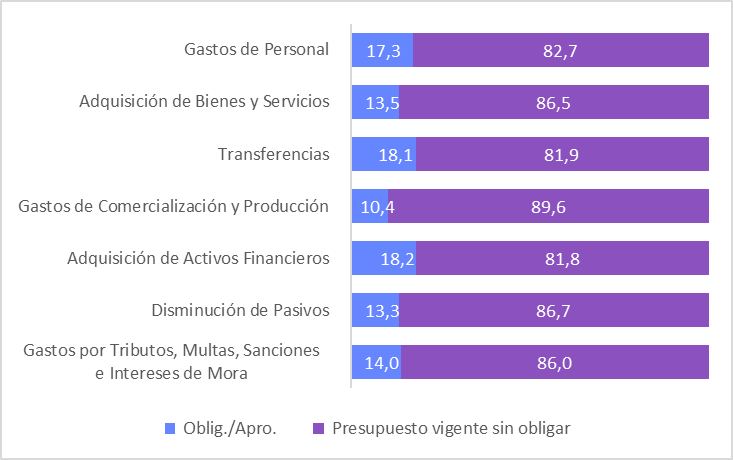 Gastos de Personal 17,3 82,7
Adquisición de Bienes y Servicios 13,5 86,5
Transferencias 18,1 81,9
Gastos de Comercialización y Producción 10,4 89,6
Adquisición de Activos Financieros 18,2 81,8
Disminución de Pasivos 13,3 86,7
Gastos por Tributos, Multas, Sanciones
e Intereses de Mora 14,0 86,0
Oblig./Apro. Presupuesto vigente sin obligar